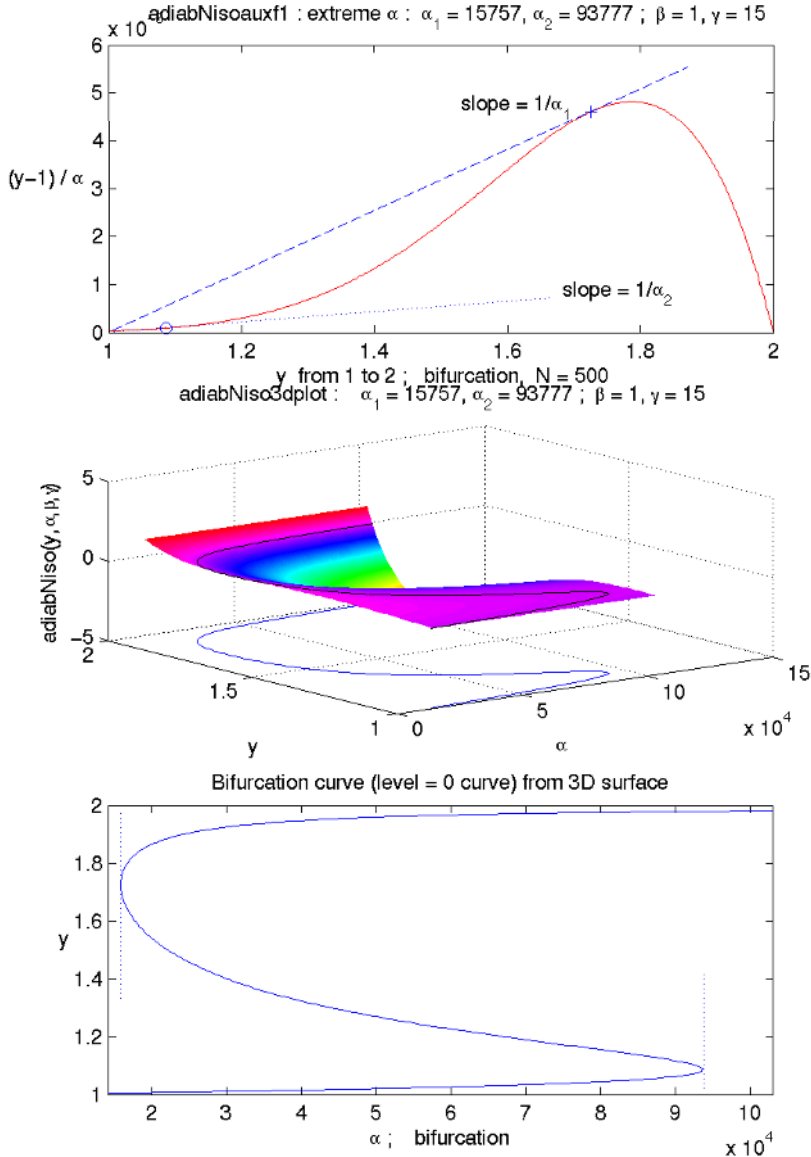 adiabNisoauxf1 : extreme α : α₁ = 15757, α₂ = 93777 ; β = 1, γ = 15
x 10
6
5
4
3
2
1
0
(y−1) / α
slope = 1/α₁
slope = 1/α₂
1 1.2 1.4 1.6 1.8 2
y from 1 to 2 ; bifurcation, N = 500
adiabNiso3dplot : α₁ = 15757, α₂ = 93777 ; β = 1, γ = 15
adiabNiso(y, α, β, γ)
5
0
−5
2
1.5
1
y
0
5
10
15
x 10⁴
α
Bifurcation curve (level = 0 curve) from 3D surface
2
1.8
1.6
1.4
1.2
1
y
2 3 4 5 6 7 8 9 10
α ; bifurcation
x 10⁴